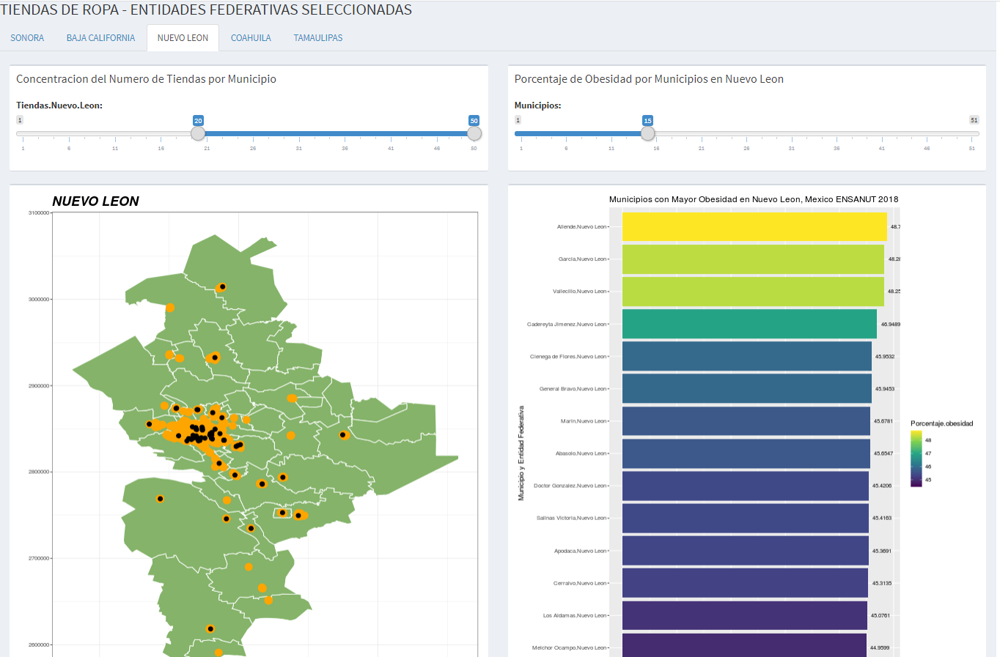 TIENDAS DE ROPA - ENTIDADES FEDERATIVAS SELECCIONADAS
SONORA BAJA CALIFORNIA NUEVO LEON COAHUILA TAMAULIPAS
Concentracion del Numero de Tiendas por Municipio
Tiendas.Nuevo.Leon:
1 20 50
1 6 11 16 21 26 31 36 41 46 50
Porcentaje de Obesidad por Municipios en Nuevo Leon
Municipios:
1 15 51
1 6 11 16 21 26 31 36 41 46 51
NUEVO LEON
3100000
3000000
2900000
2800000
2700000
2600000
Municipios con Mayor Obesidad en Nuevo Leon, Mexico ENSANUT 2018
Municipio y Entidad Federativa
Allende,Nuevo Leon 48.7
Garcia,Nuevo Leon 48.28
Vallecillo,Nuevo Leon 48.25
Cadereyta Jimenez,Nuevo Leon 46.9489
Cienega de Flores,Nuevo Leon 45.9532
General Bravo,Nuevo Leon 45.9453
Marin,Nuevo Leon 45.6781
Abasolo,Nuevo Leon 45.6547
Doctor Gonzalez,Nuevo Leon 45.4206
Salinas Victoria,Nuevo Leon 45.4163
Apodaca,Nuevo Leon 45.3691
Cerralvo,Nuevo Leon 45.3135
Los Aldamas,Nuevo Leon 45.0761
Melchor Ocampo,Nuevo Leon 44.9599
Porcentaje.obesidad
48
47
46
45